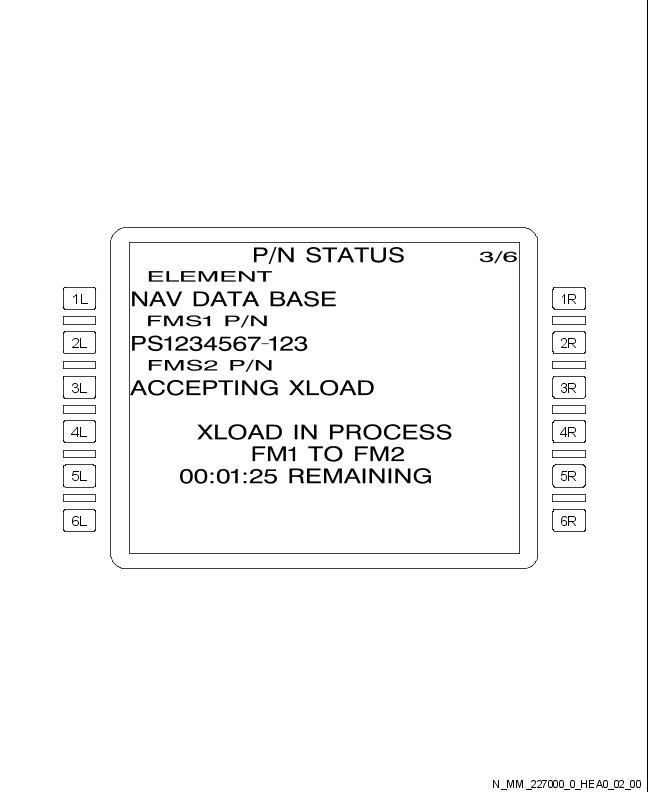 P/N STATUS 3/6
ELEMENT
1L NAV DATA BASE 1R
FMS1 P/N
2L PS1234567-123 2R
FMS2 P/N
3L ACCEPTING XLOAD 3R
4L XLOAD IN PROCESS 4R
FM1 TO FM2
5L 00:01:25 REMAINING 5R
6L 6R
N_MM_227000_0_HEA0_02_00